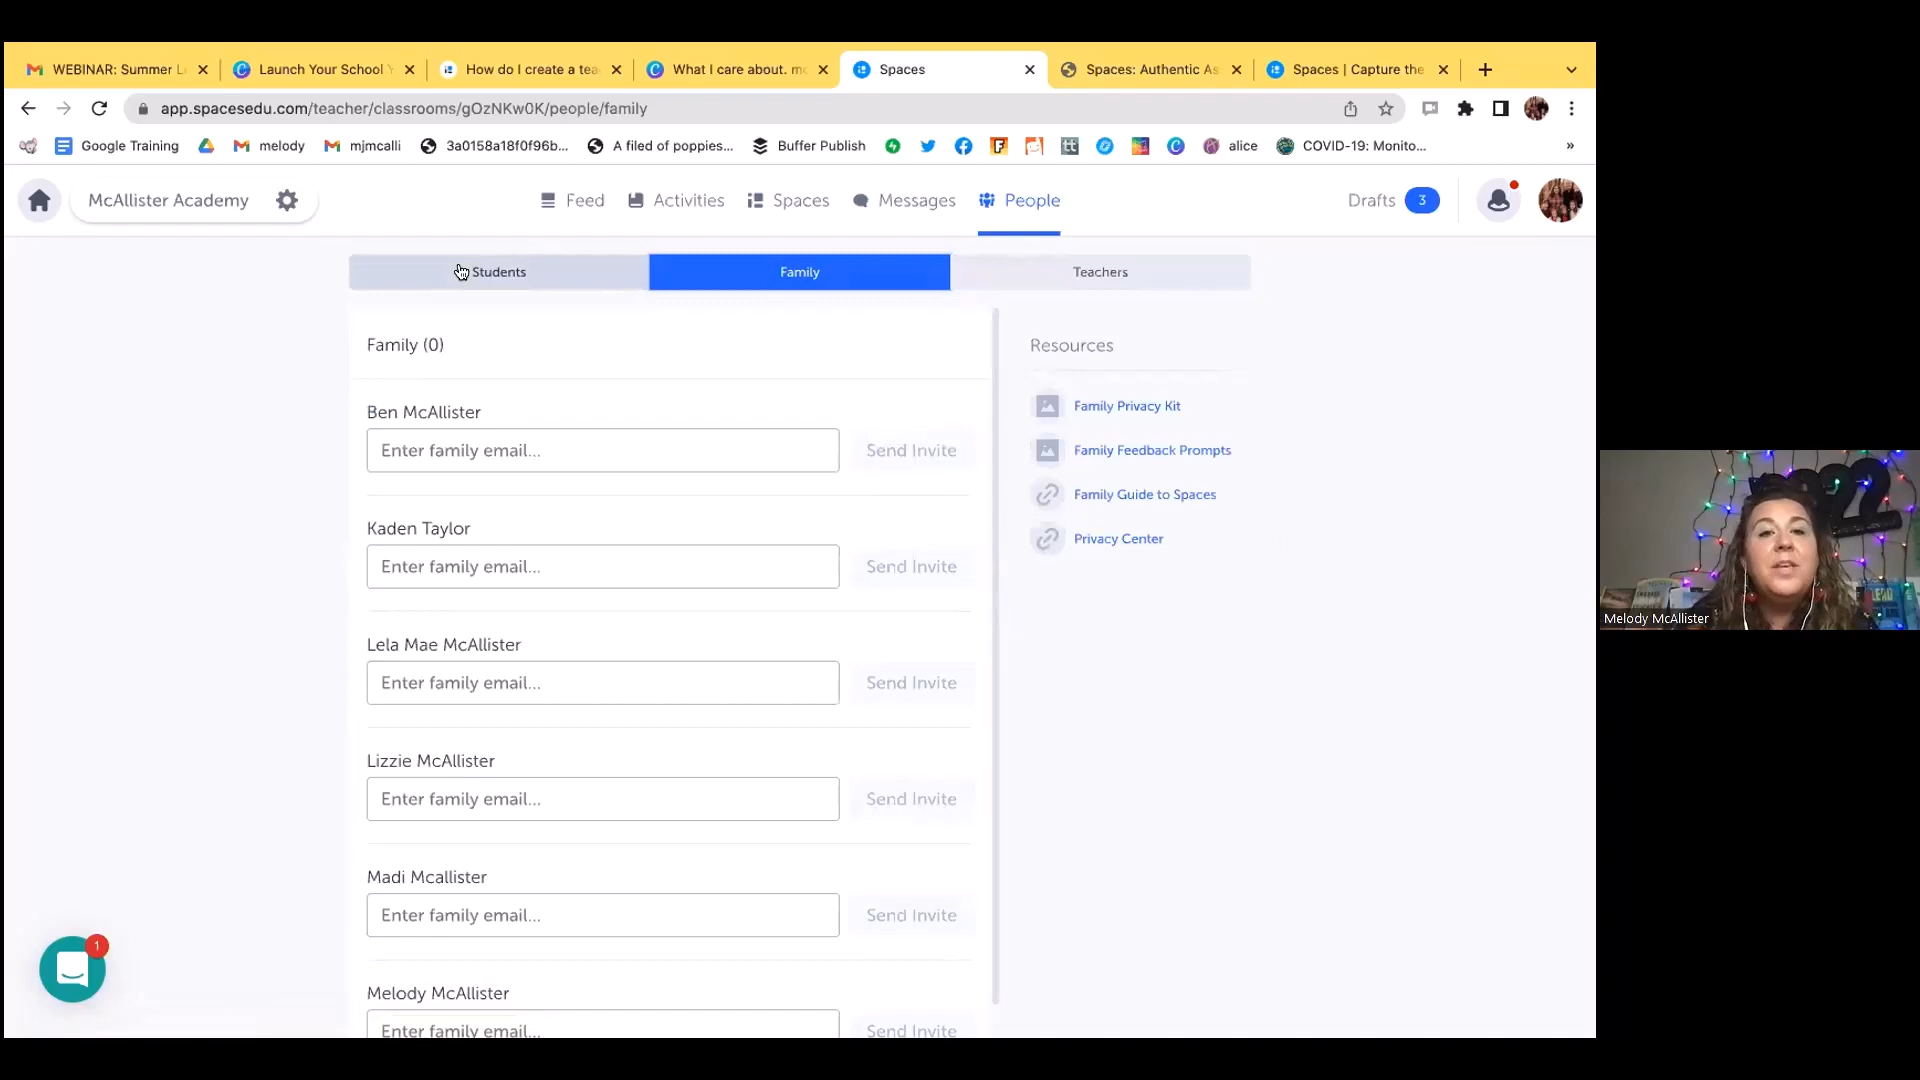 WEBINAR: Summer L
Launch Your School Y
How do I create a tea
What I care about. mo
Spaces
Spaces: Authentic As
Spaces | Capture the
app.spacesedu.com/teacher/classrooms/gOzNKw0K/people/family
Google Training
melody
mjmcalli
3a0158a18f0f96b...
A filed of poppies...
Buffer Publish
alice
COVID-19: Monito...
»
McAllister Academy
Feed
Activities
Spaces
Messages
People
Drafts 3
Students
Family
Teachers
Family (0)
Resources
Ben McAllister
Enter family email...
Send Invite
Family Privacy Kit
Family Feedback Prompts
Family Guide to Spaces
Privacy Center
Kaden Taylor
Enter family email...
Send Invite
Lela Mae McAllister
Enter family email...
Send Invite
Lizzie McAllister
Enter family email...
Send Invite
Madi Mcallister
Enter family email...
Send Invite
Melody McAllister
Enter family email...
Send Invite
1
Melody McAllister